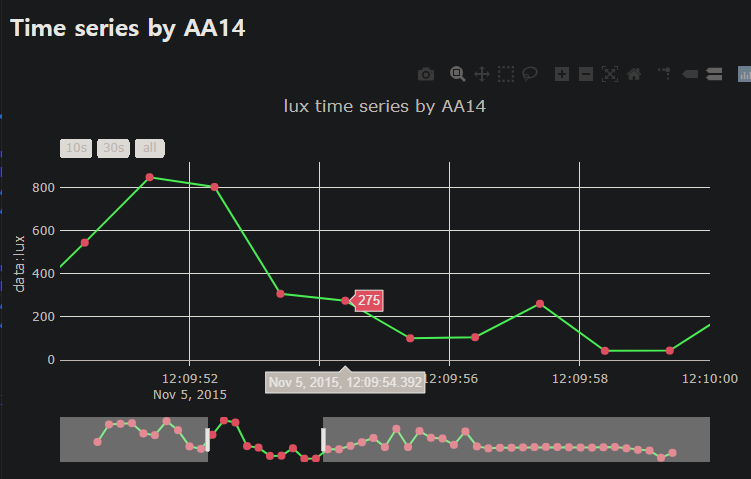 Time series by AA14
lux time series by AA14
10s 30s all
800
600
400
200
0
data:lux
275
Nov 5, 2015, 12:09:54.392
12:09:52 12:09:56 12:09:58 12:10:00
Nov 5, 2015